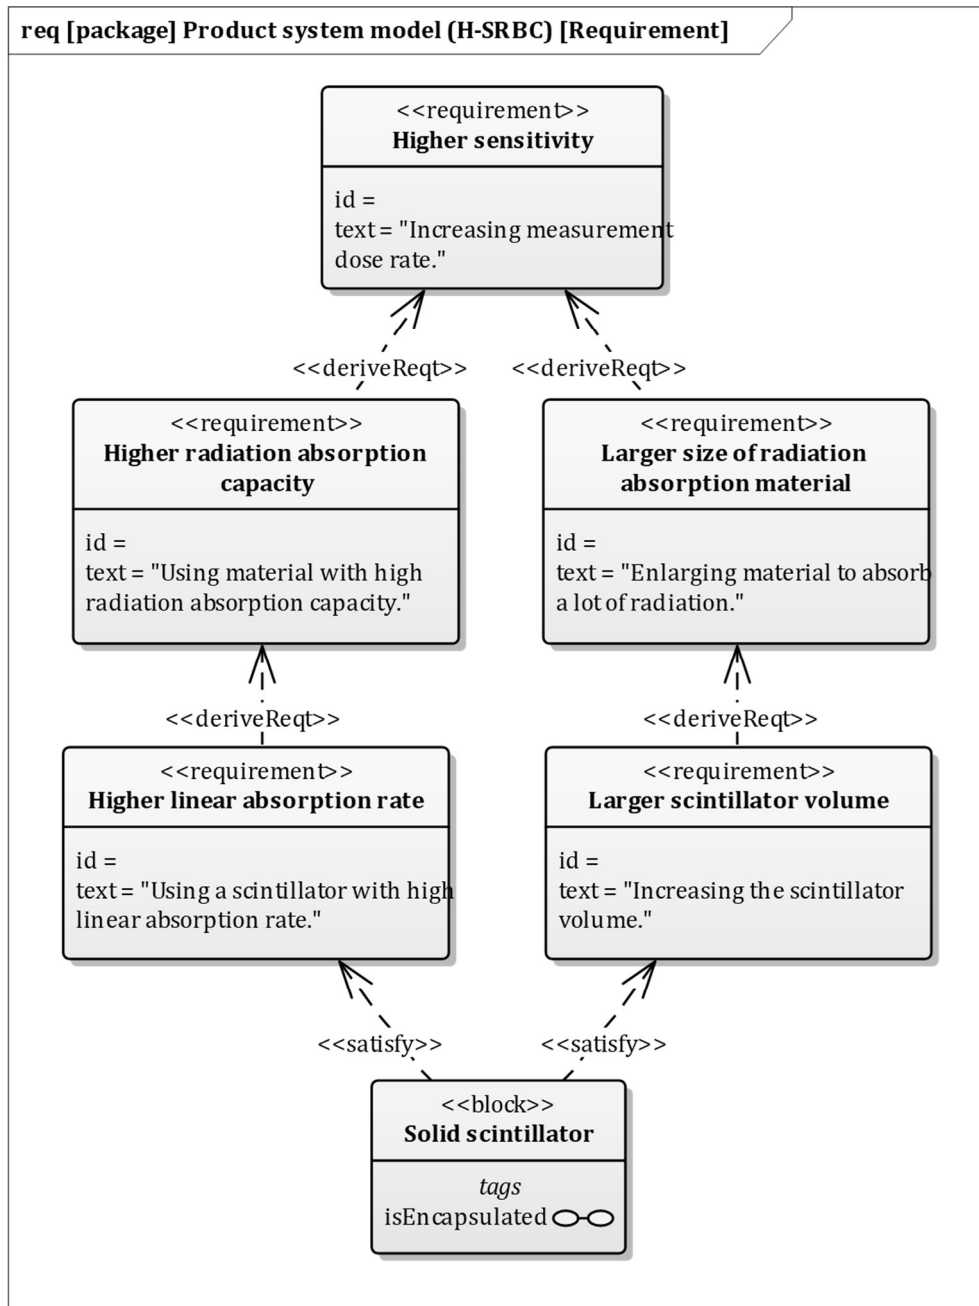 req [package] Product system model (H-SRBC) [Requirement]
<<requirement>>
Higher sensitivity
id =
text = "Increasing measurement
dose rate."
<<deriveReqt>>
<<deriveReqt>>
<<requirement>>
Higher radiation absorption
capacity
id =
text = "Using material with high
radiation absorption capacity."
<<requirement>>
Larger size of radiation
absorption material
id =
text = "Enlarging material to absorb
a lot of radiation."
<<deriveReqt>>
<<deriveReqt>>
<<requirement>>
Higher linear absorption rate
id =
text = "Using a scintillator with high
linear absorption rate."
<<requirement>>
Larger scintillator volume
id =
text = "Increasing the scintillator
volume."
<<satisfy>>
<<satisfy>>
<<block>>
Solid scintillator
tags
isEncapsulated